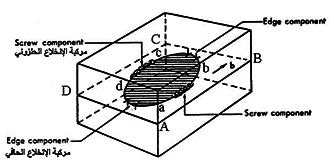 Edge component
Screw component
مركبة الإنخلاع الحلزوني
C
c
B
b
b
D
d
a
A
Screw component
Edge component
مركبة الإنخلاع الحافي